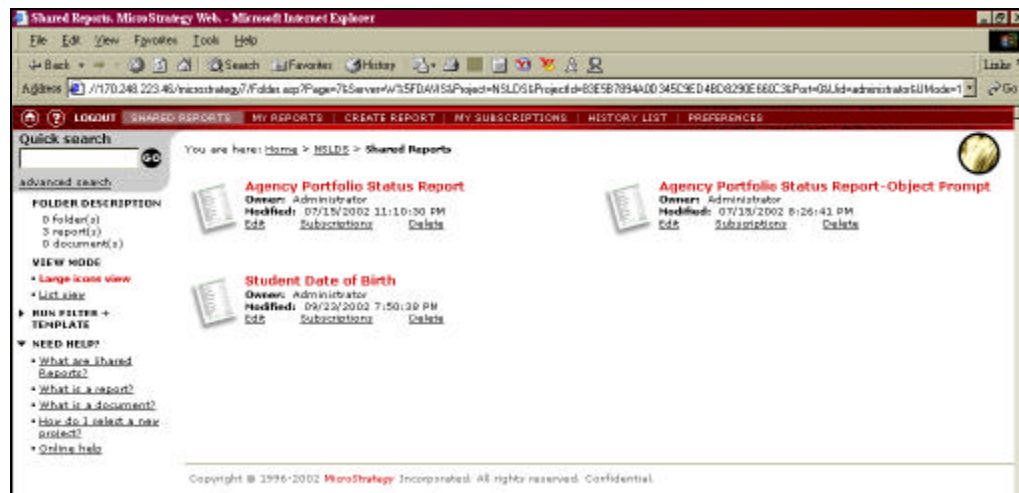 Shared Reports. MicroStrategy Web. - Microsoft Internet Explorer
File Edit View Favorites Tools Help
Back Search Favorites History Links
Address Go
LOGOUT SHARED REPORTS MY REPORTS CREATE REPORT MY SUBSCRIPTIONS HISTORY LIST PREFERENCES
Quick search
GO
advanced search
You are here: Home > NSLDS > Shared Reports
FOLDER DESCRIPTION
0 folder(s)
3 report(s)
0 document(s)
VIEW MODE
Large icons view
List view
RUN FILTER +
TEMPLATE
NEED HELP?
What are Shared
Reports?
What is a report?
What is a document?
How do I select a new
project?
Online help
Agency Portfolio Status Report
Owner: Administrator
Modified: 07/15/2002 11:10:30 PM
Edit Subscriptions Delete
Agency Portfolio Status Report-Object Prompt
Owner: Administrator
Modified: 8:26:41 PM
Edit Subscriptions Delete
Student Date of Birth
Owner: Administrator
Modified: 09/23/2002 7:50:39 PM
Edit Subscriptions Delete
Copyright © 1996-2002 MicroStrategy Incorporated. All rights reserved. Confidential.